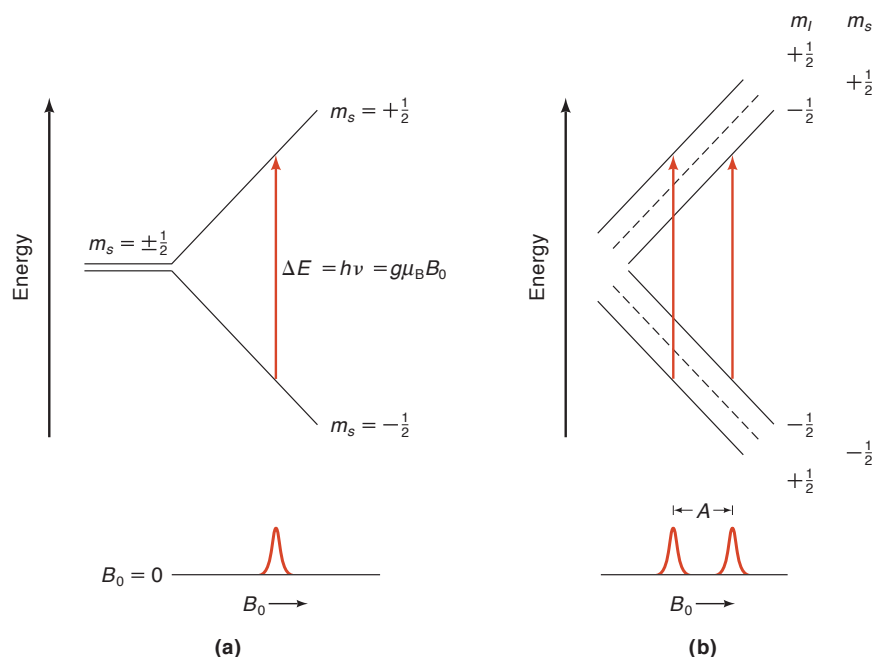 Energy
m_s = ±1/2
m_s = +1/2
ΔE = hν = gμ_B B_0
m_s = −1/2
B_0 = 0
B_0
(a)
Energy
m_I m_s
+1/2
+1/2
−1/2
−1/2
−1/2
+1/2
A
B_0
(b)